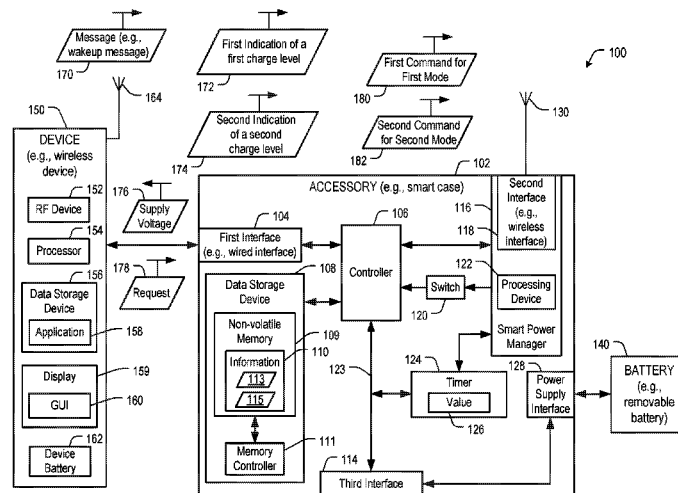 Message (e.g.,
wakeup message)
170
164
First Indication of a
first charge level
172
Second Indication
of a second
charge level
174
First Command for
First Mode
180
Second Command
for Second Mode
182
100
130
150
DEVICE
(e.g., wireless
device)
152
RF Device
154
Processor
156
Data Storage
Device
Application
158
Display
159
GUI
160
162
Device
Battery
176
Supply
Voltage
178
Request
102
ACCESSORY (e.g., smart case)
104
First Interface
(e.g., wired interface)
106
Controller
108
Data Storage
Device
Non-volatile
Memory
109
Information
110
113
115
Memory
Controller
111
116
118
Second
Interface
(e.g.,
wireless
interface)
122
Processing
Device
Switch
120
Smart Power
Manager
123
124
Timer
Value
126
128
Power
Supply
Interface
140
BATTERY
(e.g.,
removable
battery)
114
Third Interface